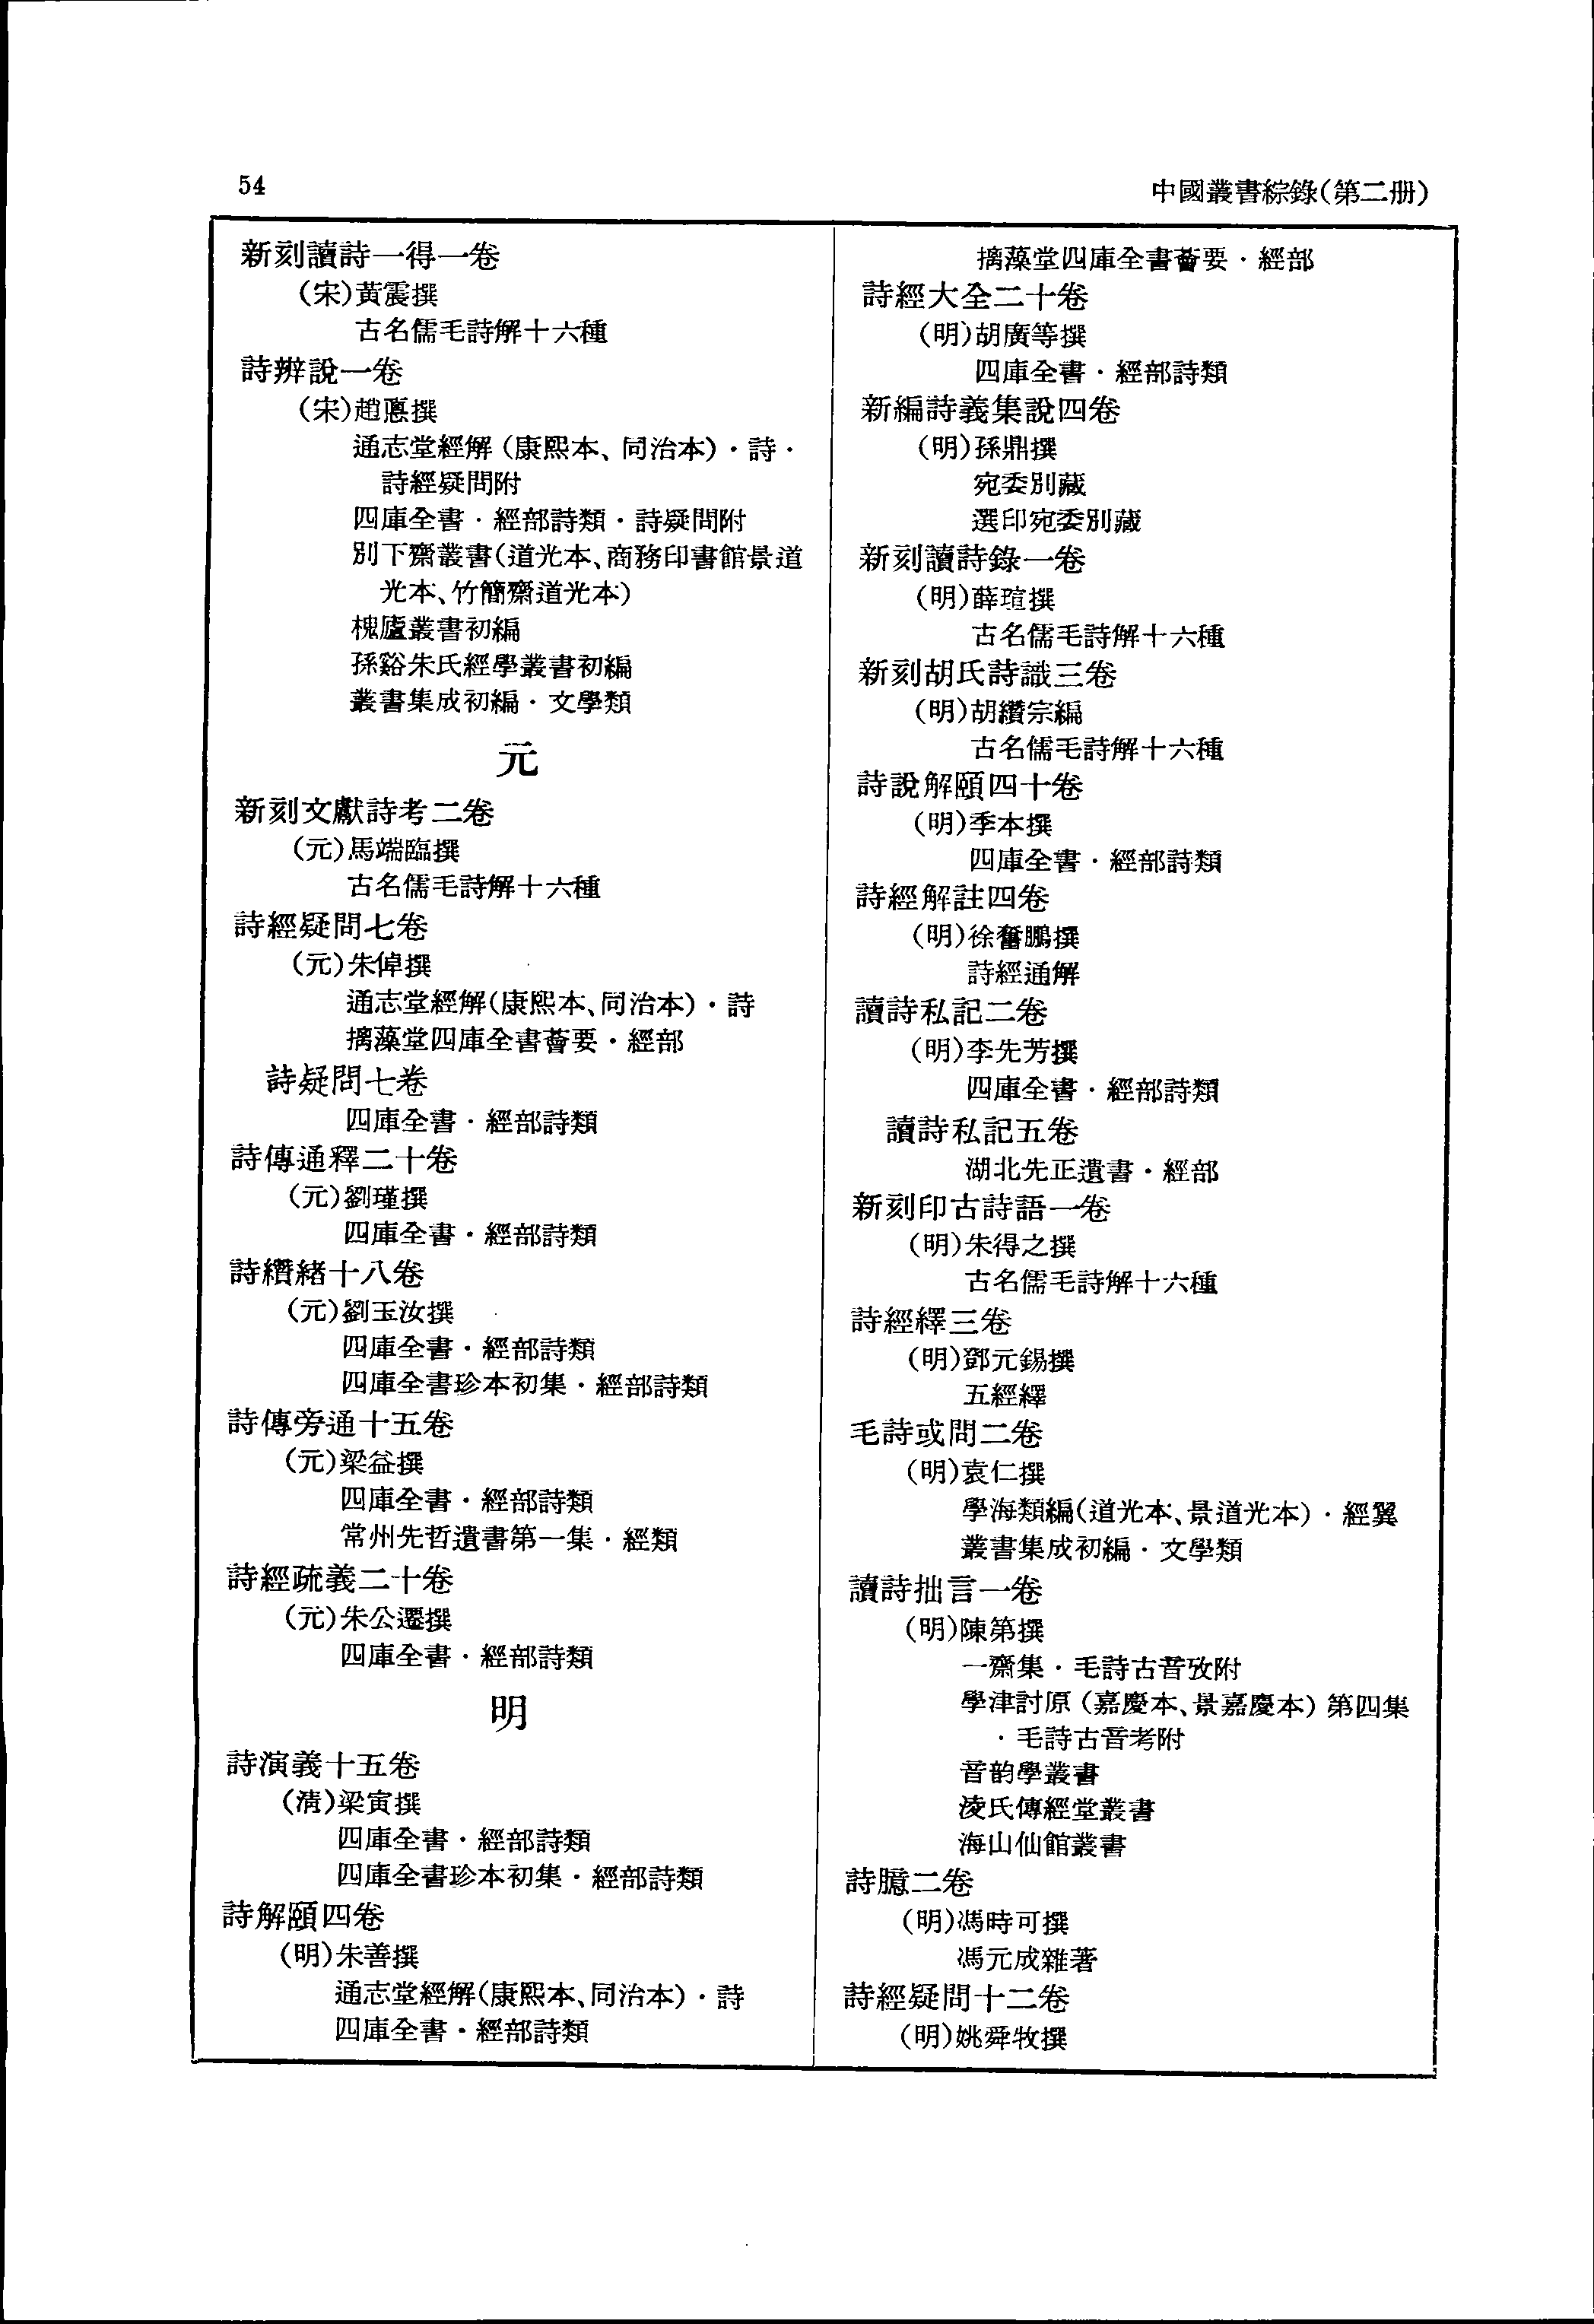 54
中國叢書綜錄(第二册)
新刻讀詩一得一卷
(宋)黃震撰
古名儒毛詩解十六種
詩辨說一卷
(宋)趙悳撰
通志堂經解(康熙本、同治本)·詩·
詩經疑問附
四庫全書·經部詩類·詩疑問附
別下齋叢書(道光本、商務印書館景道
光本、竹簡齋道光本)
槐廬叢書初編
孫谿朱氏經學叢書初編
叢書集成初編·文學類
元
新刻文獻詩考二卷
(元)馬端臨撰
古名儒毛詩解十六種
詩經疑問七卷
(元)朱倬撰
通志堂經解(康熙本、同治本)·詩
摛藻堂四庫全書薈要·經部
詩疑問七卷
四庫全書·經部詩類
詩傳通釋二十卷
(元)劉瑾撰
四庫全書·經部詩類
詩纘緒十八卷
(元)劉玉汝撰
四庫全書·經部詩類
四庫全書珍本初集·經部詩類
詩傳旁通十五卷
(元)梁益撰
四庫全書·經部詩類
常州先哲遺書第一集·經類
詩經疏義二十卷
(元)朱公遷撰
四庫全書·經部詩類
明
詩演義十五卷
(清)梁寅撰
四庫全書·經部詩類
四庫全書珍本初集·經部詩類
詩解頤四卷
(明)朱善撰
通志堂經解(康熙本、同治本)·詩
四庫全書·經部詩類
摛藻堂四庫全書薈要·經部
詩經大全二十卷
(明)胡廣等撰
四庫全書·經部詩類
新編詩義集說四卷
(明)孫鼎撰
宛委別藏
選印宛委別藏
新刻讀詩錄一卷
(明)薛瑄撰
古名儒毛詩解十六種
新刻胡氏詩識三卷
(明)胡纘宗編
古名儒毛詩解十六種
詩說解頤四十卷
(明)季本撰
四庫全書·經部詩類
詩經解註四卷
(明)徐奮鵬撰
詩經通解
讀詩私記二卷
(明)李先芳撰
四庫全書·經部詩類
讀詩私記五卷
湖北先正遺書·經部
新刻印古詩語一卷
(明)朱得之撰
古名儒毛詩解十六種
詩經繹三卷
(明)鄧元錫撰
五經繹
毛詩或問二卷
(明)袁仁撰
學海類編(道光本、景道光本)·經翼
叢書集成初編·文學類
讀詩拙言一卷
(明)陳第撰
一齋集·毛詩古音攷附
學津討原(嘉慶本、景嘉慶本)第四集
·毛詩古音考附
音韵學叢書
凌氏傳經堂叢書
海山仙館叢書
詩臆二卷
(明)馮時可撰
馮元成雜著
詩經疑問十二卷
(明)姚舜牧撰